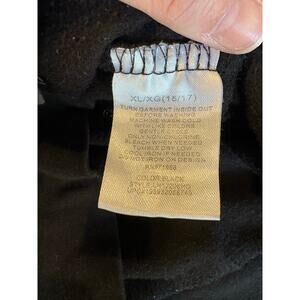 XL/XG(15/17)
TURN GARMENT INSIDE OUT
BEFORE WASHING
MACHINE WASH COLD
WITH LIKE COLORS
GENTLE CYCLE
ONLY NON-CHLORINE
BLEACH WHEN NEEDED
TUMBLE DRY LOW
COOL IRON IF NEEDED
DO NOT IRON ON DESIGN
COLOR:BLACK